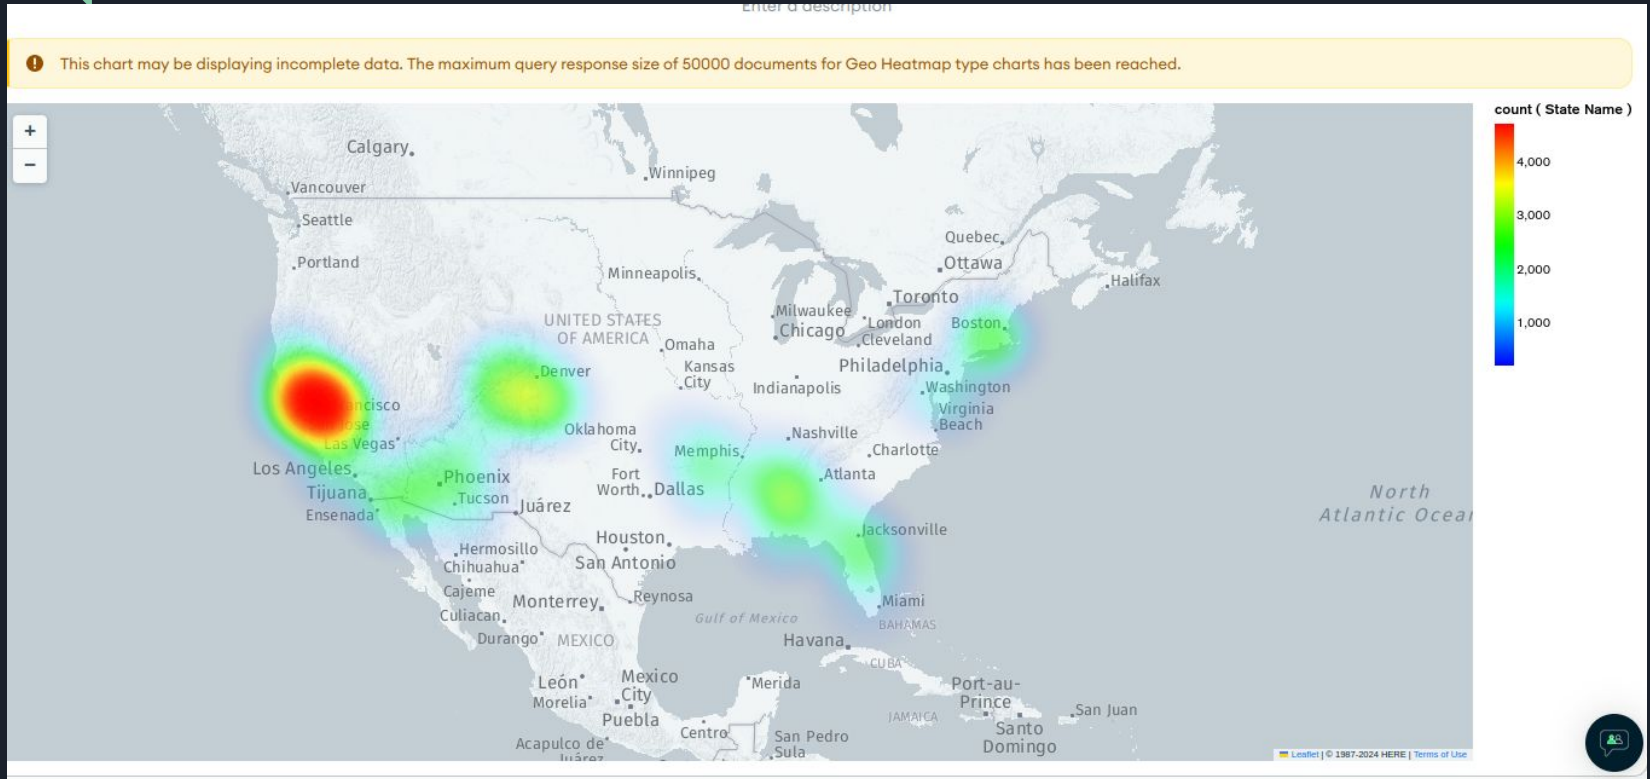 Enter a description
This chart may be displaying incomplete data. The maximum query response size of 50000 documents for Geo Heatmap type charts has been reached.
count ( State Name )
4,000
3,000
2,000
1,000
+
−
Calgary
Winnipeg
Vancouver
Seattle
Portland
Quebec
Ottawa
Minneapolis
Halifax
Toronto
Milwaukee
Chicago
London
Cleveland
Boston
UNITED STATES
OF AMERICA
Omaha
Philadelphia
Denver
Kansas
City
Indianapolis
Washington
Virginia
Beach
ncisco
Las Vegas
Oklahoma
City
Nashville
Memphis
Charlotte
Los Angeles
Phoenix
Fort
Worth
Dallas
Atlanta
Tijuana
Tucson
Ensenada
Juárez
North
Atlantic Ocean
Jacksonville
Houston
San Antonio
Hermosillo
Chihuahua
Cajeme
Monterrey
Reynosa
Miami
Culiacan
Gulf of Mexico
BAHAMAS
Durango
MEXICO
Havana
CUBA
León
Mexico
City
Merida
Morelia
Puebla
Port-au-
Prince
San Juan
JAMAICA
Santo
Domingo
Centro
San Pedro
Sula
Acapulco de
Juárez
Leaflet | © 1987-2024 HERE | Terms of Use